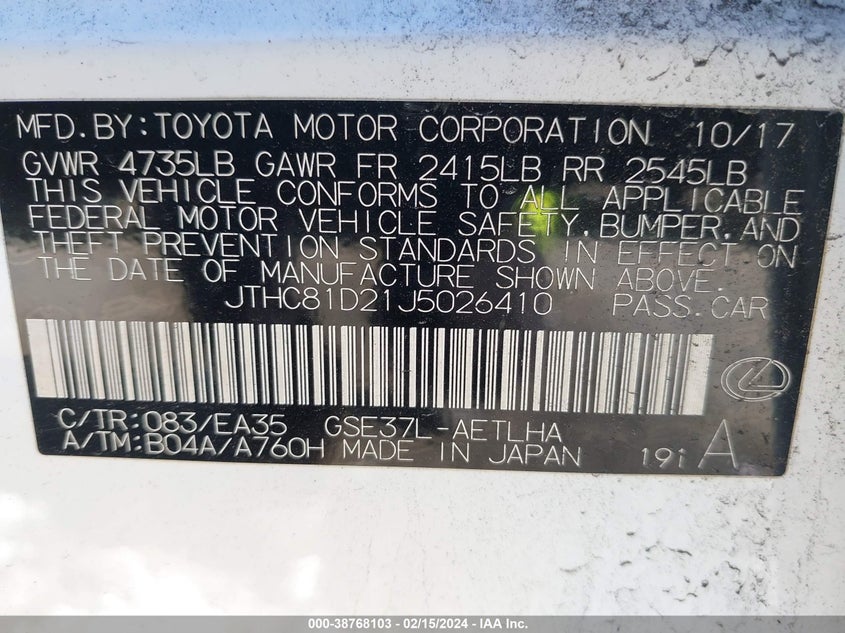 MFD.BY:TOYOTA MOTOR CORPORATION 10/17
GVWR 4735LB GAWR FR 2415LB RR 2545LB
THIS VEHICLE CONFORMS TO ALL APPLICABLE
FEDERAL MOTOR VEHICLE SAFETY,BUMPER,AND
THEFT PREVENTION STANDARDS IN EFFECT ON
THE DATE OF MANUFACTURE SHOWN ABOVE.
JTHC81D21J5026410 PASS.CAR
C/TR:083/EA35 GSE37L-AETLHA
A/TM:B04A/A760H MADE IN JAPAN 19i A
000-38768103 - 02/15/2024 - IAA Inc.